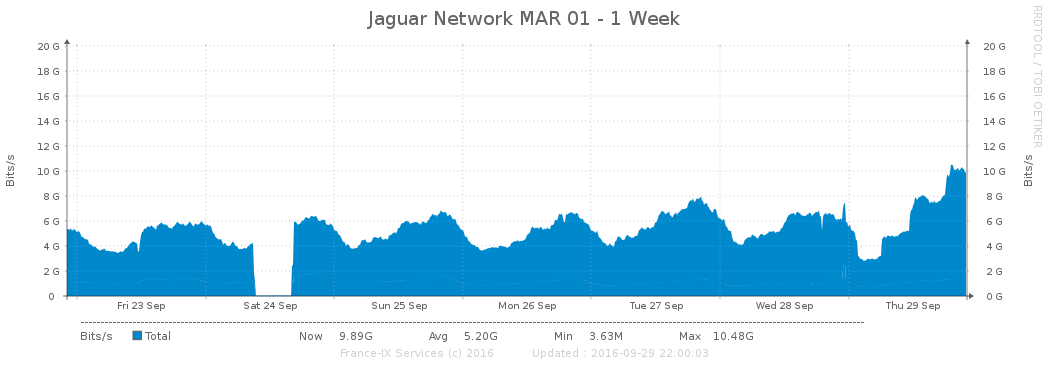 Jaguar Network MAR 01 - 1 Week
RRDTOOL / TOBI OETIKER
Bits/s
20 G 20 G
18 G 18 G
16 G 16 G
14 G 14 G
12 G 12 G
10 G 10 G
8 G 8 G
6 G 6 G
4 G 4 G
2 G 2 G
0 0 G
Bits/s
Fri 23 Sep Sat 24 Sep Sun 25 Sep Mon 26 Sep Tue 27 Sep Wed 28 Sep Thu 29 Sep
Bits/s Total Now 9.89G Avg 5.20G Min 3.63M Max 10.48G
France-IX Services (c) 2016 Updated : 2016-09-29 22:00:03